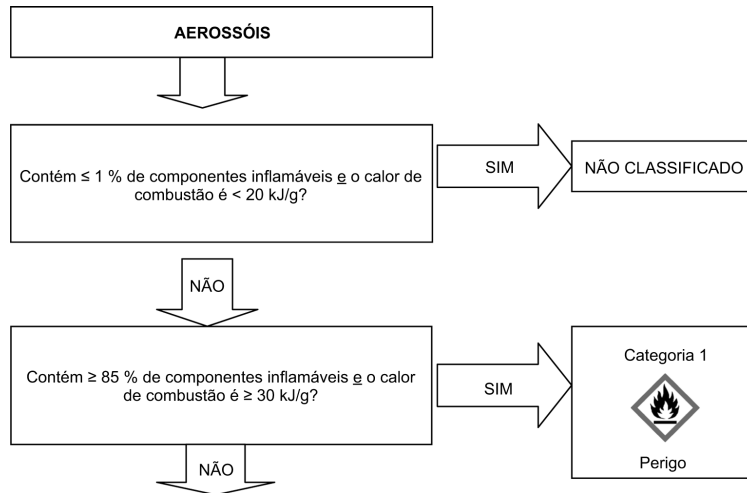 AEROSSÓIS
Contém ≤ 1 % de componentes inflamáveis e o calor de
combustão é < 20 kJ/g?
SIM
NÃO CLASSIFICADO
NÃO
Contém ≥ 85 % de componentes inflamáveis e o calor
de combustão é ≥ 30 kJ/g?
SIM
Categoria 1
Perigo
NÃO